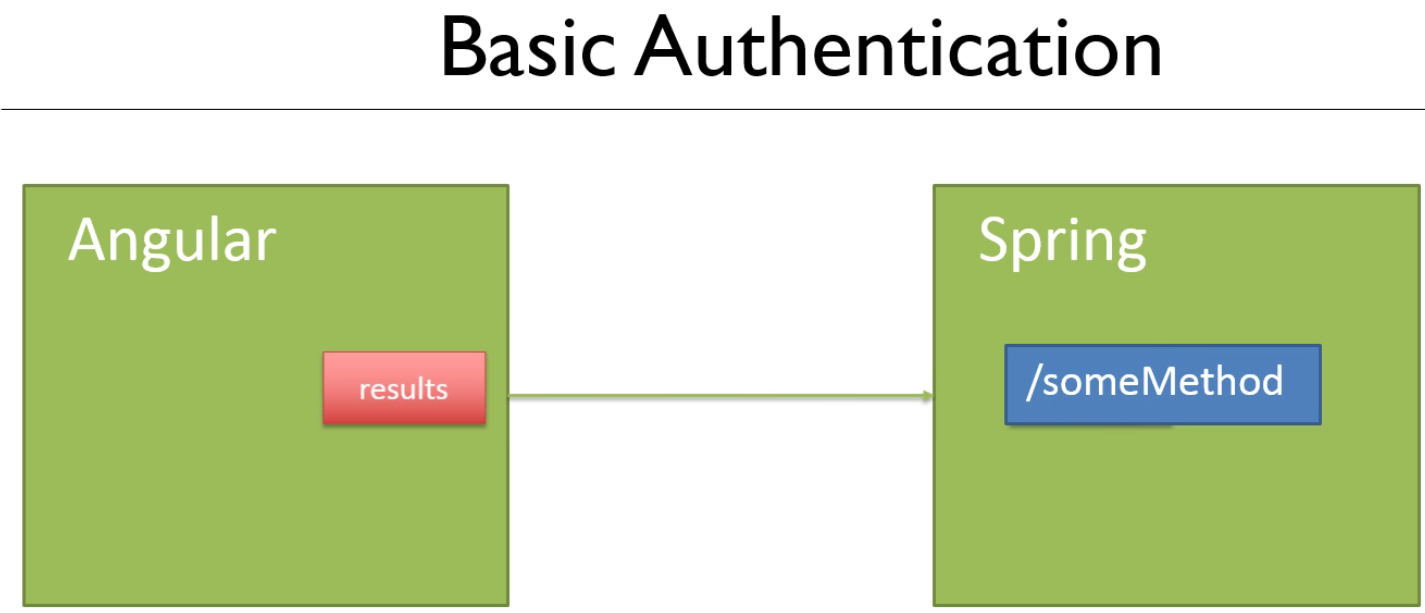 Basic Authentication
Angular
Spring
results
/someMethod